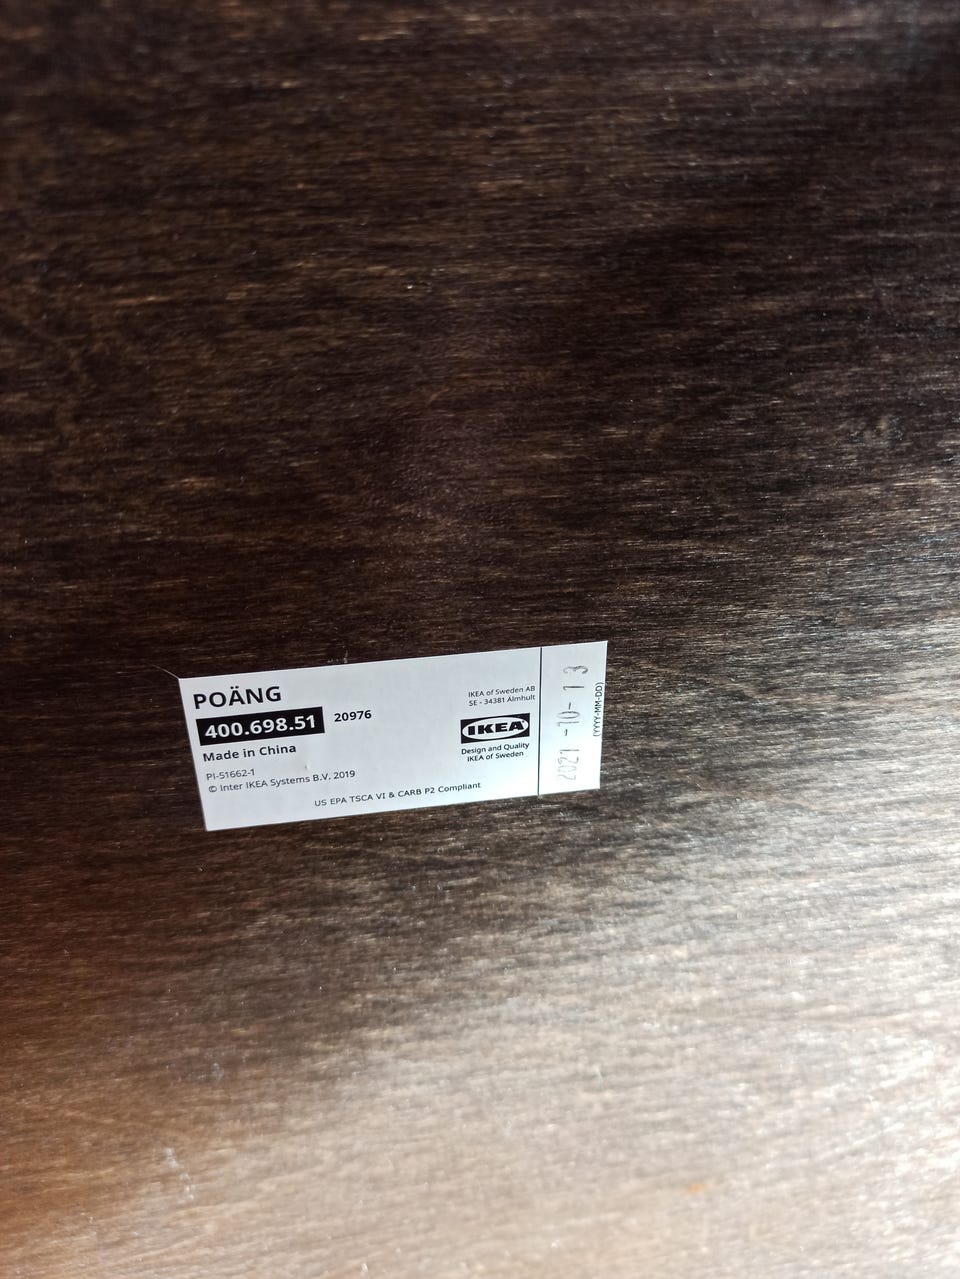 POÄNG
400.698.51 20976
Made in China
PI-51662-1
© Inter IKEA Systems B.V. 2019
US EPA TSCA VI & CARB P2 Compliant
IKEA of Sweden AB
SE - 34381 Älmhult
IKEA
Design and Quality
IKEA of Sweden
2021 -10- 1 3
(YYYY-MM-DD)